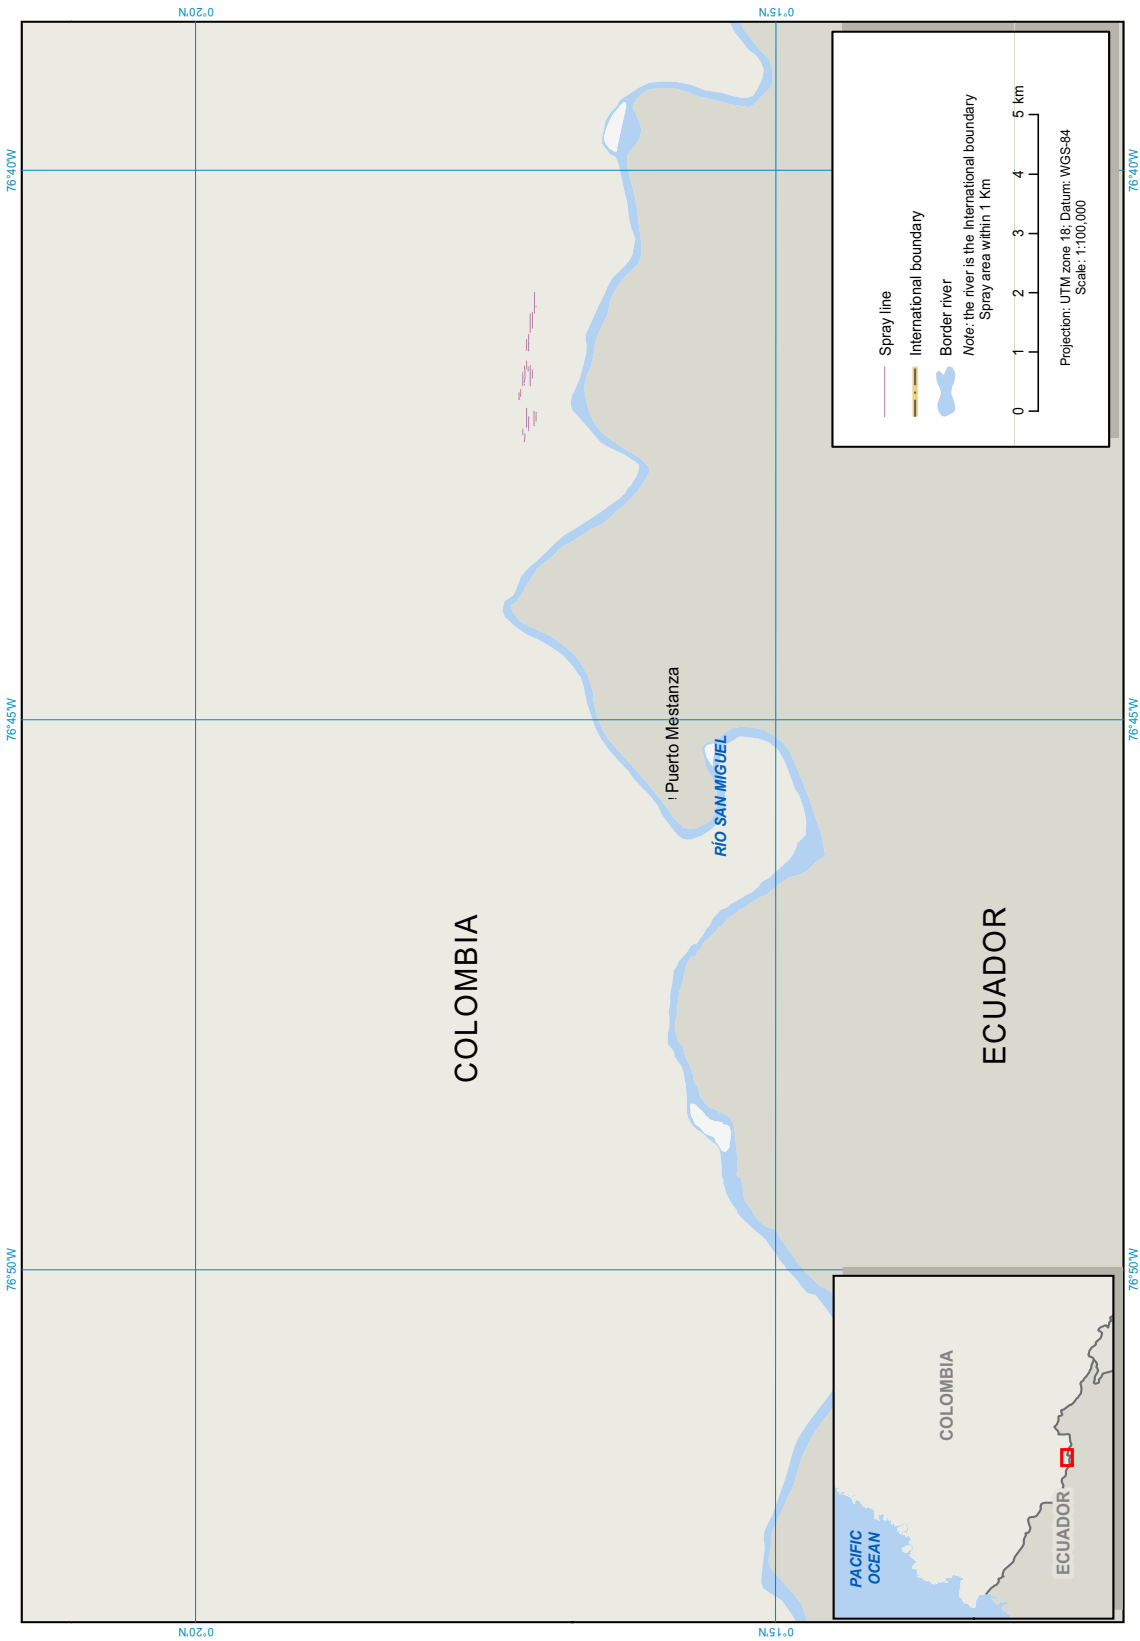 76°50'W
76°45'W
76°40'W
0°20'N
0°20'N
COLOMBIA
Puerto Mestanza
RÍO SAN MIGUEL
0°15'N
0°15'N
ECUADOR
PACIFIC
OCEAN
COLOMBIA
ECUADOR
Spray line
International boundary
Border river
Note: the river is the International boundary
Spray area within 1 Km
0 1 2 3 4 5 km
Projection: UTM zone 18; Datum: WGS-84
Scale: 1:100,000
76°50'W
76°45'W
76°40'W